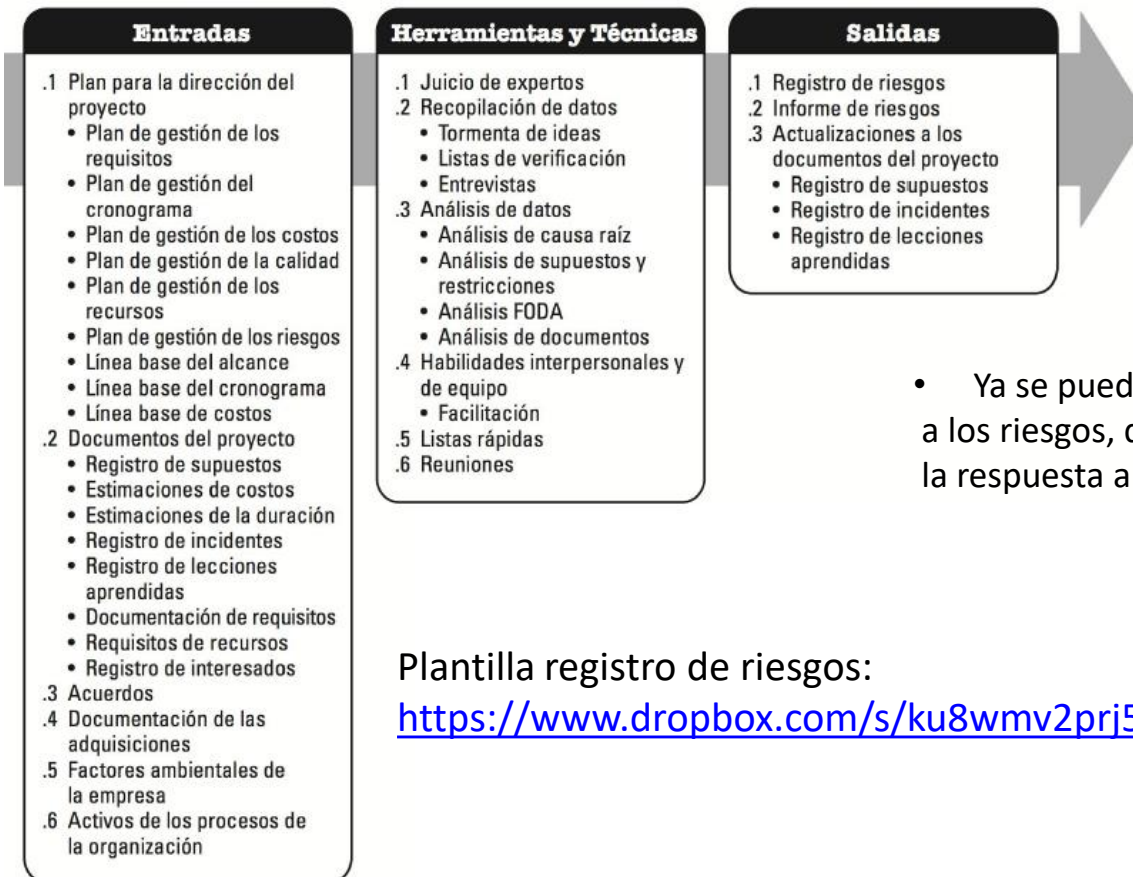 Entradas
.1 Plan para la dirección del
proyecto
• Plan de gestión de los
requisitos
• Plan de gestión del
cronograma
• Plan de gestión de los costos
• Plan de gestión de la calidad
• Plan de gestión de los
recursos
• Plan de gestión de los riesgos
• Línea base del alcance
• Línea base del cronograma
• Línea base de costos
.2 Documentos del proyecto
• Registro de supuestos
• Estimaciones de costos
• Estimaciones de la duración
• Registro de incidentes
• Registro de lecciones
aprendidas
• Documentación de requisitos
• Requisitos de recursos
• Registro de interesados
.3 Acuerdos
.4 Documentación de las
adquisiciones
.5 Factores ambientales de
la empresa
.6 Activos de los procesos de
la organización
Herramientas y Técnicas
.1 Juicio de expertos
.2 Recopilación de datos
• Tormenta de ideas
• Listas de verificación
• Entrevistas
.3 Análisis de datos
• Análisis de causa raíz
• Análisis de supuestos y
restricciones
• Análisis FODA
• Análisis de documentos
.4 Habilidades interpersonales y
de equipo
• Facilitación
.5 Listas rápidas
.6 Reuniones
Salidas
.1 Registro de riesgos
.2 Informe de riesgos
.3 Actualizaciones a los
documentos del proyecto
• Registro de supuestos
• Registro de incidentes
• Registro de lecciones
aprendidas
• Ya se pued
a los riesgos,
la respuesta a
Plantilla registro de riesgos:
https://www.dropbox.com/s/ku8wmv2prj5